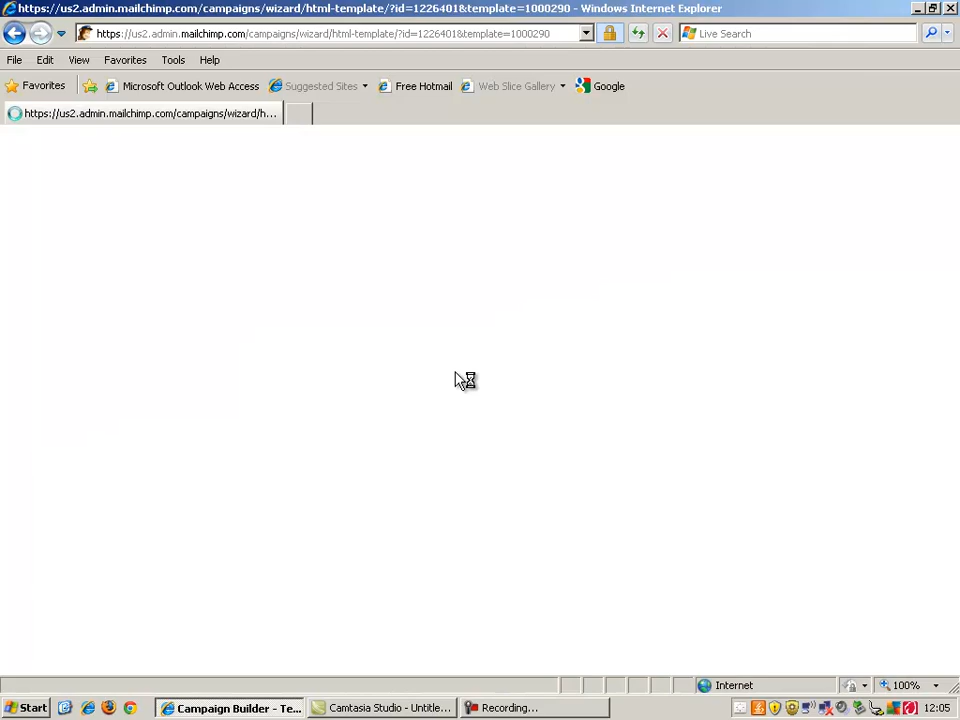 https://us2.admin.mailchimp.com/campaigns/wizard/html-template/?id=1226401&template=1000290 - Windows Internet Explorer
https://us2.admin.mailchimp.com/campaigns/wizard/html-template/?id=1226401&template=1000290
Live Search
File Edit View Favorites Tools Help
Favorites Microsoft Outlook Web Access Suggested Sites Free Hotmail Web Slice Gallery Google
https://us2.admin.mailchimp.com/campaigns/wizard/h...
Internet 100%
Start Campaign Builder - Te... Camtasia Studio - Untitle... Recording... 12:05